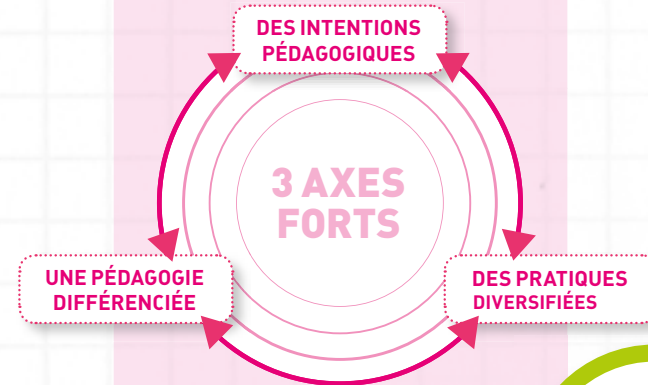 DES INTENTIONS
PÉDAGOGIQUES
3 AXES
FORTS
UNE PÉDAGOGIE
DIFFÉRENCIÉE
DES PRATIQUES
DIVERSIFIÉES